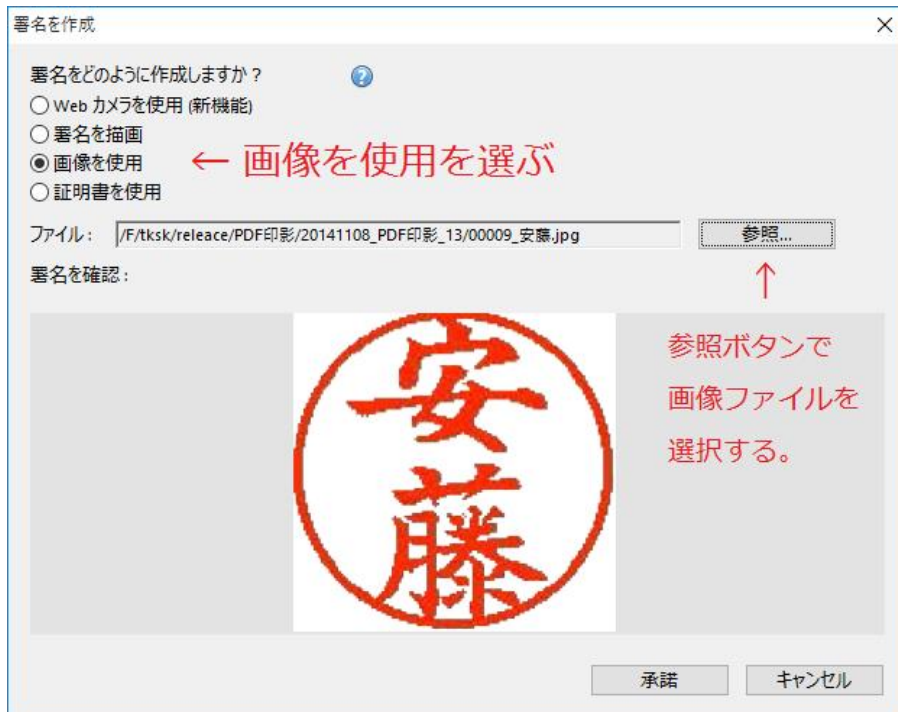 署名を作成
署名をどのように作成しますか？
Web カメラを使用 (新機能)
署名を描画
画像を使用
← 画像を使用を選ぶ
証明書を使用
ファイル： /F/tksk/releace/PDF印影/20141108_PDF印影_13/00009_安藤.jpg 参照...
署名を確認：
↑
参照ボタンで
画像ファイルを
選択する。
安
藤
承諾 キャンセル